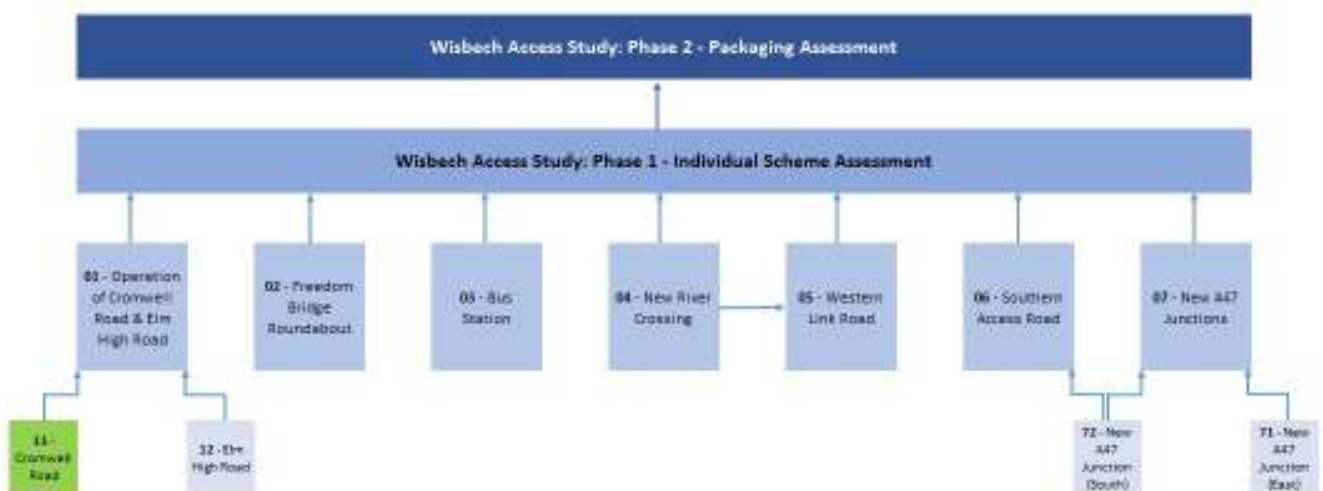 Wisbech Access Study: Phase 2 - Packaging Assessment
Wisbech Access Study: Phase 1 - Individual Scheme Assessment
01 - Operation
of Cromwell
Road & Elm
High Road
02 - Freedom
Bridge
Roundabout
03 - Bus
Station
04 - New River
Crossing
05 - Western
Link Road
06 - Southern
Access Road
07 - New A47
Junctions
11 -
Cromwell
Road
12 - Elm
High Road
72 - New
A47
Junction
(South)
71 - New
A47
Junction
(East)